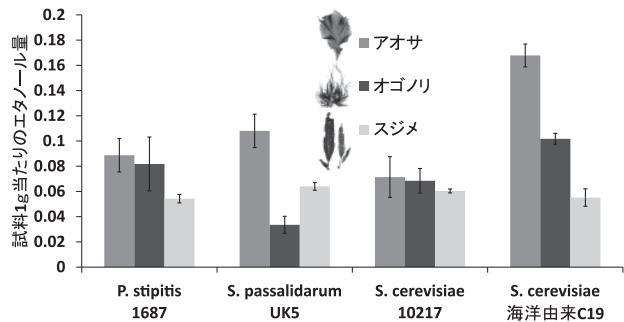 試料1g当たりのエタノール量
0.2
0.18
0.16
0.14
0.12
0.1
0.08
0.06
0.04
0.02
0
アオサ
オゴノリ
スジメ
P. stipitis
1687
S. passalidarum
UK5
S. cerevisiae
10217
S. cerevisiae
海洋由来C19